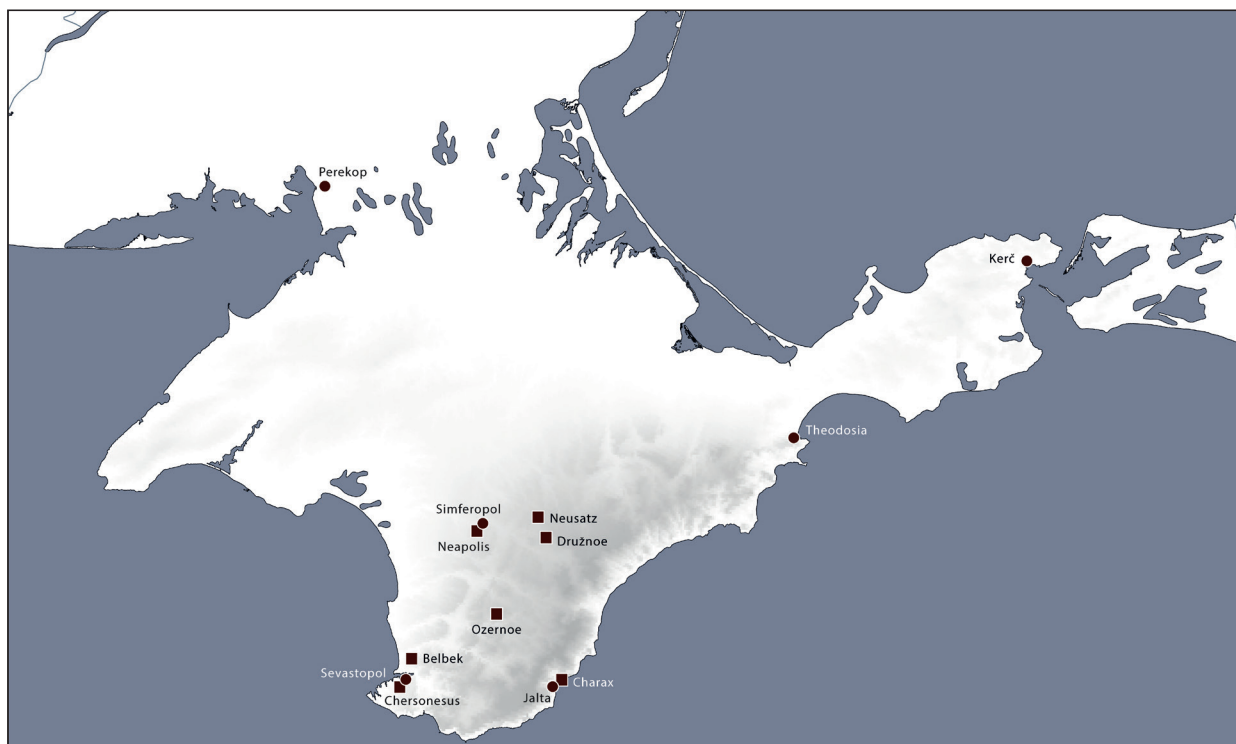 Perekop
Kerč
Theodosia
Simferopol
Neusatz
Neapolis
Družnoe
Ozernoe
Belbek
Sevastopol
Charax
Jalta
Chersonesus